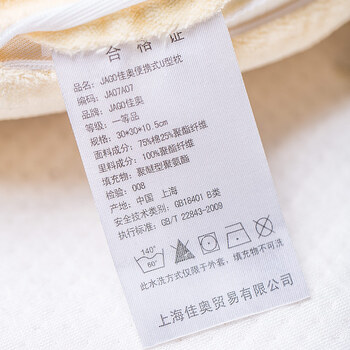 合格证
品名: JAGO佳奥便携式U型枕
编码: JA07A07
品牌: JAGO佳奥
等级: 一等品
规格: 30*30*10.5cm
面料成分: 75%棉25%聚酯纤维
里料成分: 100%聚酯纤维
填充物: 聚醚型聚氨酯
检验: 008
产地: 中国 上海
安全技术类别: GB18401 B类
执行标准: GB/T 22843-2009
140°
60°
此水洗方式仅限于外套，填充物不可水洗
上海佳奥贸易有限公司